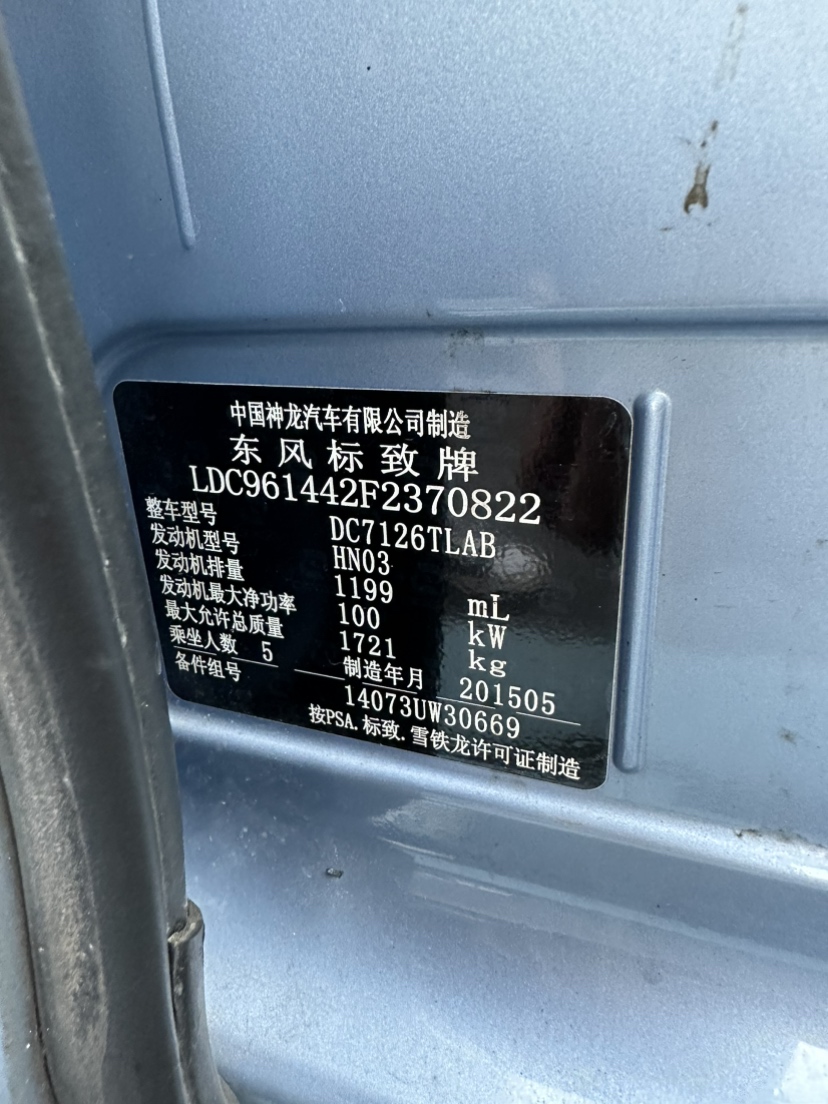 中国神龙汽车有限公司制造
东风标致牌
LDC961442F2370822
整车型号 DC7126TLAB
发动机型号 HN03
发动机排量 1199 mL
发动机最大净功率 100 kW
最大允许总质量 1721 kg
乘坐人数 5 制造年月 201505
备件组号 14073UW30669
按PSA.标致.雪铁龙许可证制造